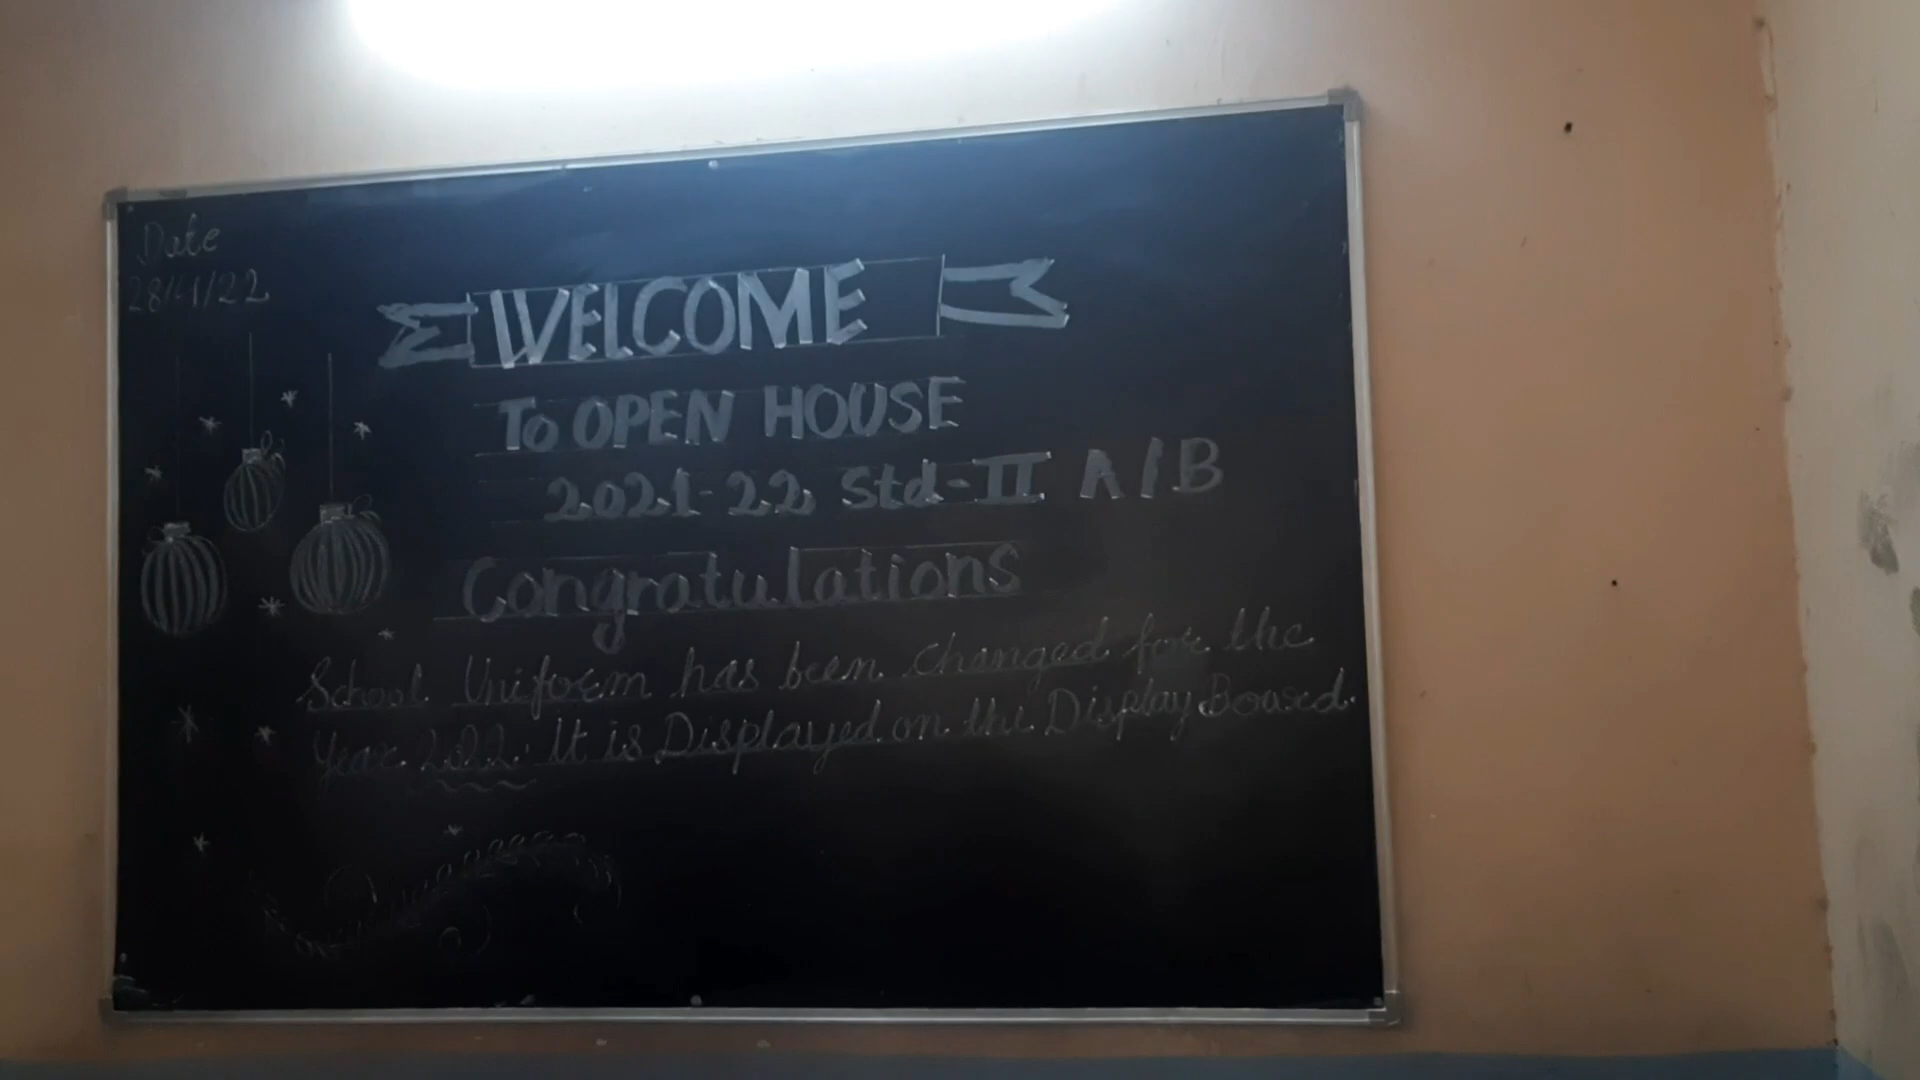 Date
28/4/22
WELCOME
To OPEN HOUSE
2021-22 Std-II A/B
Congratulations
School Uniform has been changed for the
Year 2022. It is Displayed on the Display Board.